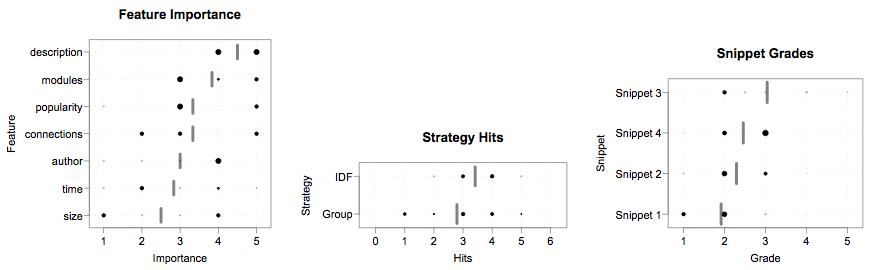 Feature Importance
Feature
description
modules
popularity
connections
author
time
size
1 2 3 4 5
Importance
Strategy Hits
Strategy
IDF
Group
0 1 2 3 4 5 6
Hits
Snippet Grades
Snippet
Snippet 3
Snippet 4
Snippet 2
Snippet 1
1 2 3 4 5
Grade